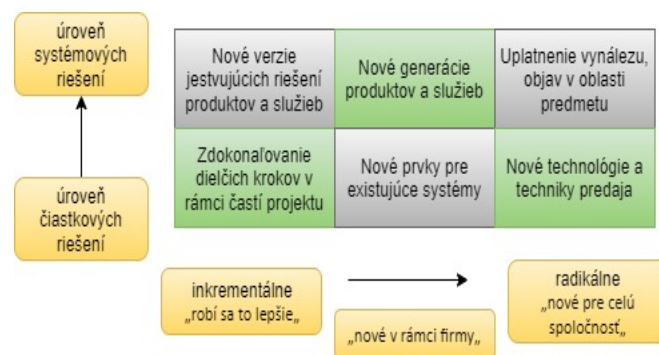 úroveň
systémových
riešení
Nové verzie
jestvujúcich riešení
produktov a služieb
Nové generácie
produktov a služieb
Uplatnenie vynálezu,
objav v oblasti
predmetu
Zdokonaľovanie
dielčich krokov v
rámci častí projektu
Nové prvky pre
existujúce systémy
Nové technológie a
techniky predaja
úroveň
čiastkových
riešení
inkrementálne
„robí sa to lepšie„
„nové v rámci firmy„
radikálne
„nové pre celú
spoločnosť„